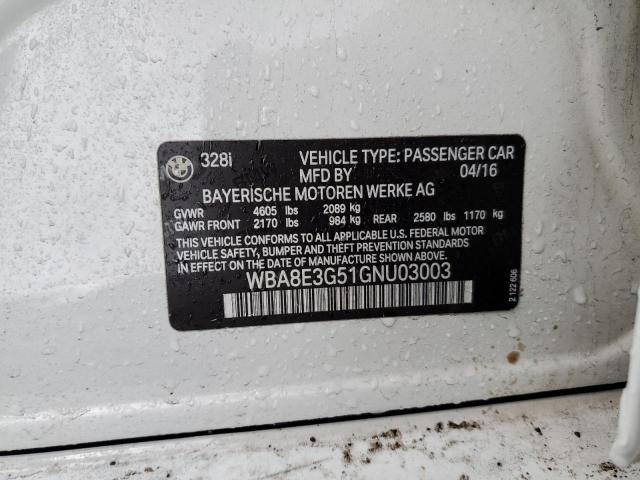 328i VEHICLE TYPE: PASSENGER CAR
MFD BY 04/16
BAYERISCHE MOTOREN WERKE AG
GVWR 4605 lbs 2089 kg
GAWR FRONT 2170 lbs 984 kg REAR 2580 lbs 1170 kg
THIS VEHICLE CONFORMS TO ALL APPLICABLE U.S. FEDERAL MOTOR
VEHICLE SAFETY, BUMPER, AND THEFT PREVENTION STANDARDS
IN EFFECT ON THE DATE OF MANUFACTURE SHOWN ABOVE.
WBA8E3G51GNU03003
2 122 606